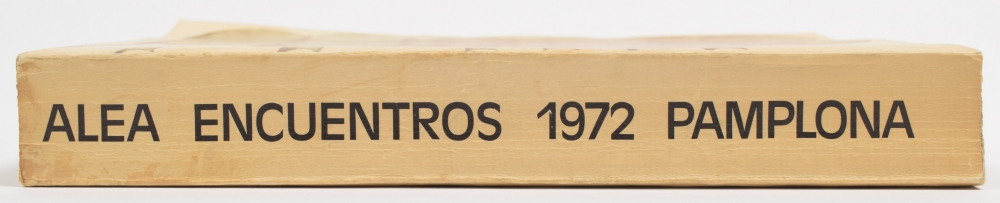 ALEA ENCUENTROS 1972 PAMPLONA